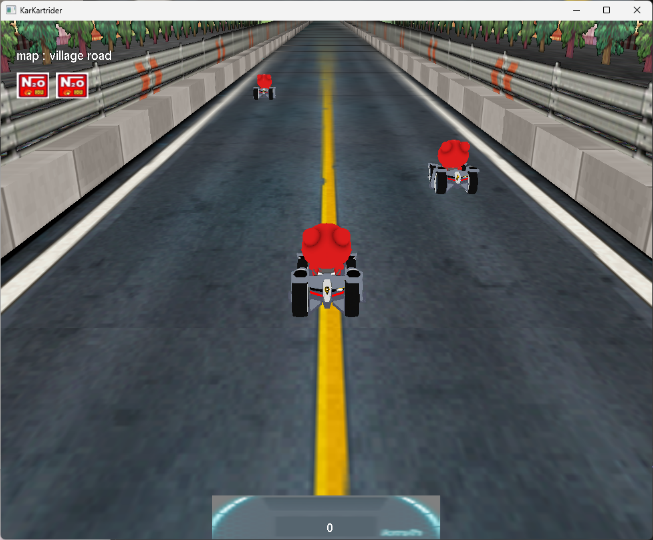 KarKartrider
map : village road
N₂O N₂O
0